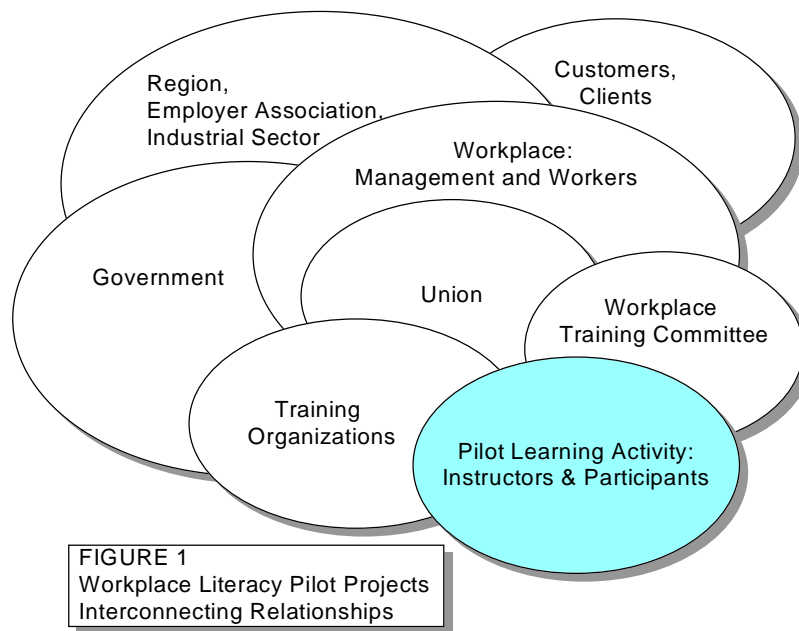 Region,
Employer Association,
Industrial Sector
Customers,
Clients
Workplace:
Management and Workers
Government
Union
Workplace
Training Committee
Training
Organizations
Pilot Learning Activity:
Instructors & Participants
FIGURE 1
Workplace Literacy Pilot Projects
Interconnecting Relationships